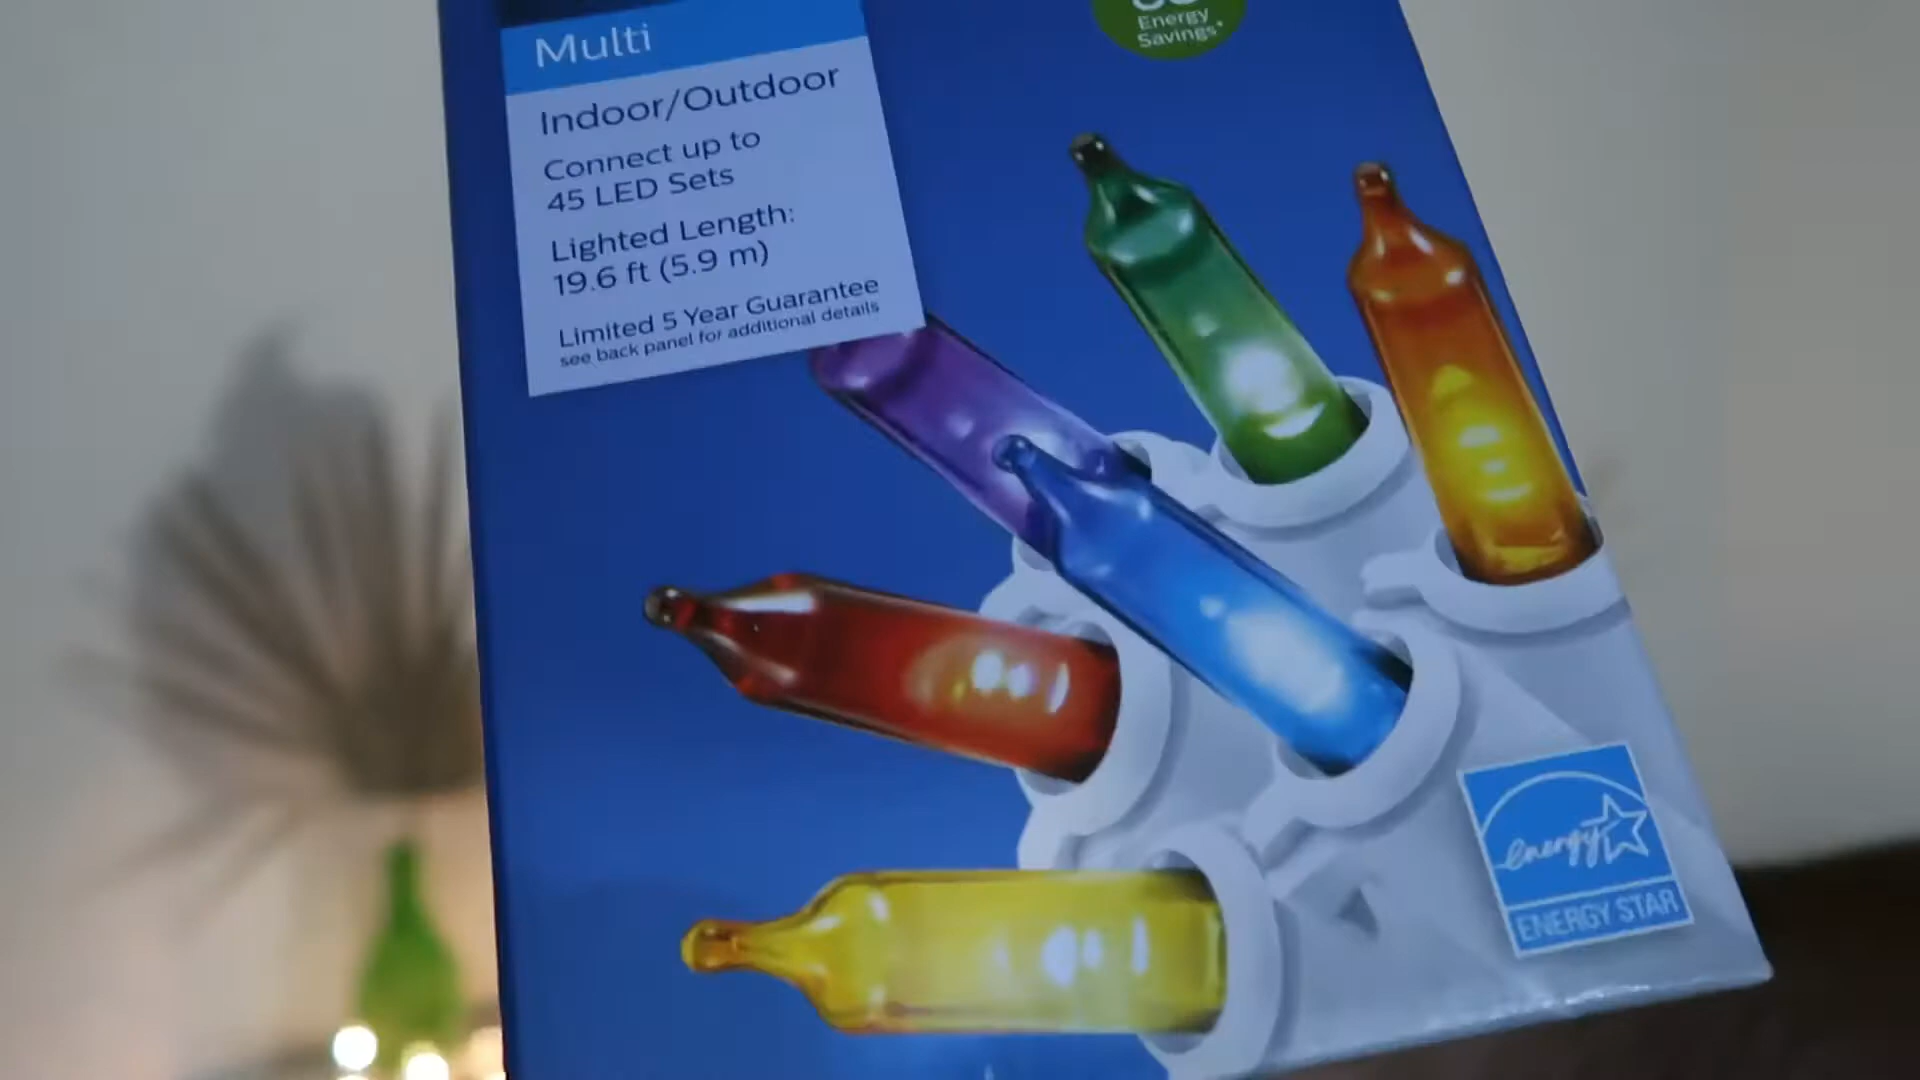 Multi
Indoor/Outdoor
Connect up to
45 LED Sets
Lighted Length:
19.6 ft (5.9 m)
Limited 5 Year Guarantee
see back panel for additional details
Energy
Savings*
energy
ENERGY STAR